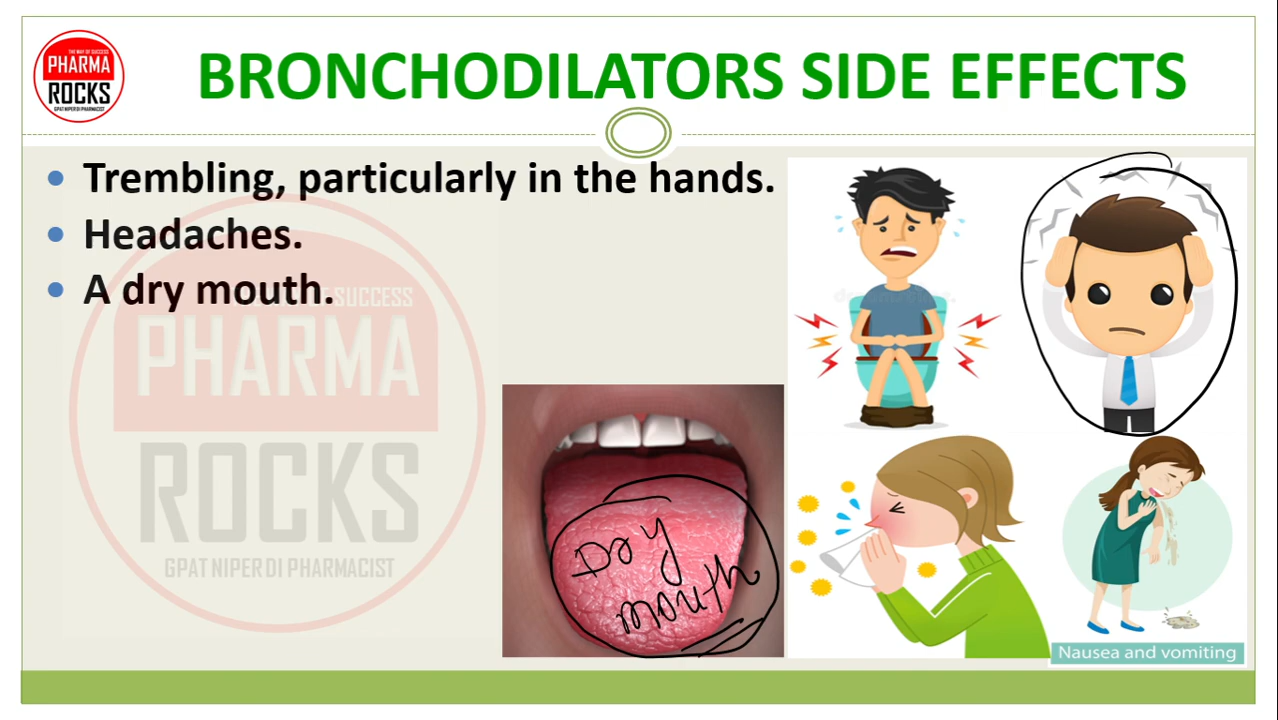 THE WAY OF SUCCESS
PHARMA
ROCKS
GPAT NIPER DI PHARMACIST
BRONCHODILATORS SIDE EFFECTS
• Trembling, particularly in the hands.
• Headaches.
• A dry mouth.
SUCCESS
PHARMA
ROCKS
GPAT NIPER DI PHARMACIST
Dry
mouth
Nausea and vomiting